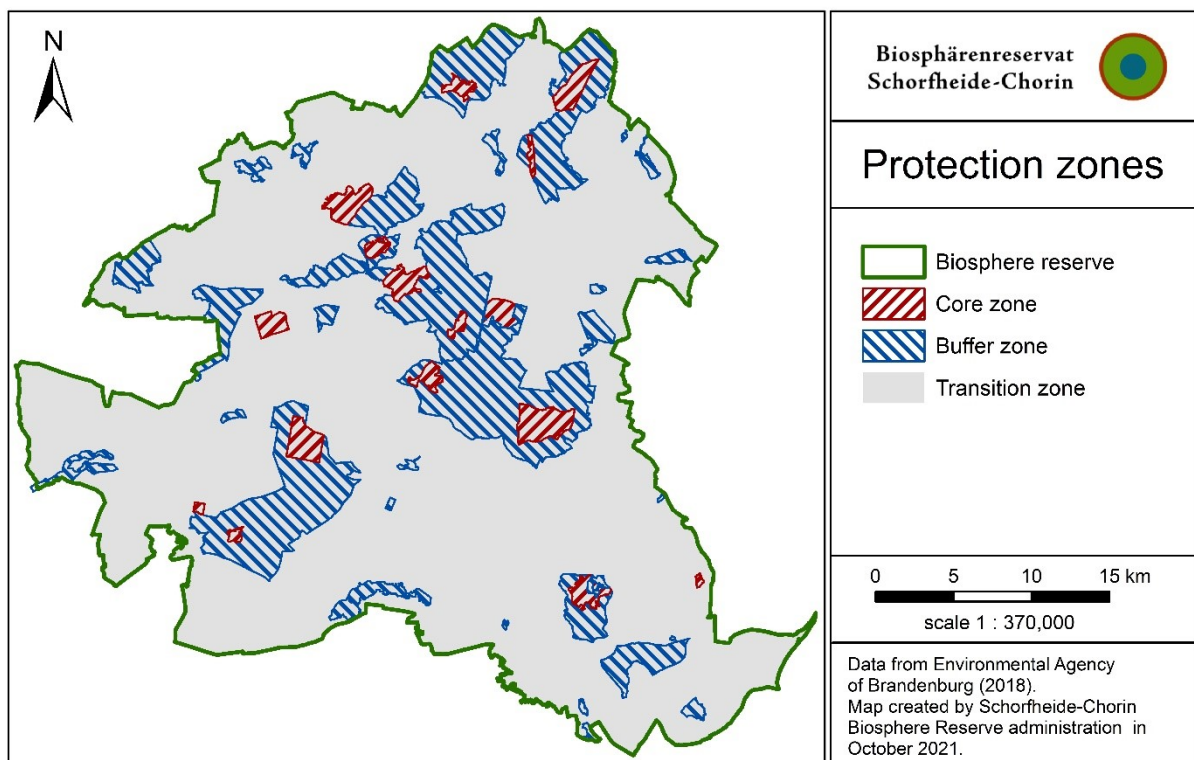 N
Biosphärenreservat
Schorfheide-Chorin
Protection zones
Biosphere reserve
Core zone
Buffer zone
Transition zone
0 5 10 15 km
scale 1 : 370,000
Data from Environmental Agency
of Brandenburg (2018).
Map created by Schorfheide-Chorin
Biosphere Reserve administration in
October 2021.